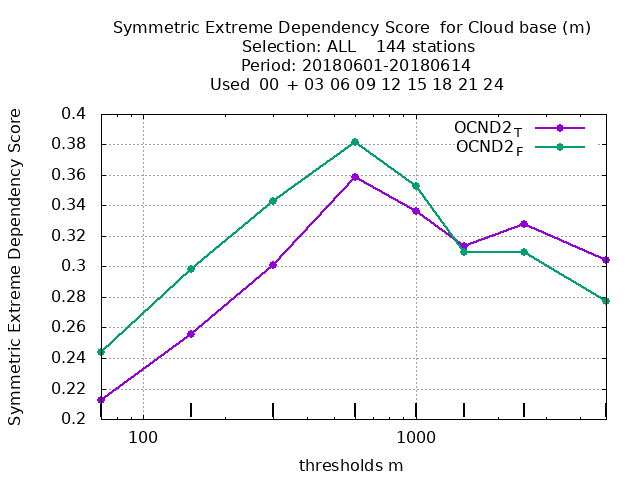 Symmetric Extreme Dependency Score  for Cloud base (m)
Selection: ALL    144 stations
Period: 20180601-20180614
Used  00 + 03 06 09 12 15 18 21 24
Symmetric Extreme Dependency Score
0.4
0.38
0.36
0.34
0.32
0.3
0.28
0.26
0.24
0.22
0.2
OCND2T
OCND2F
100
1000
thresholds m